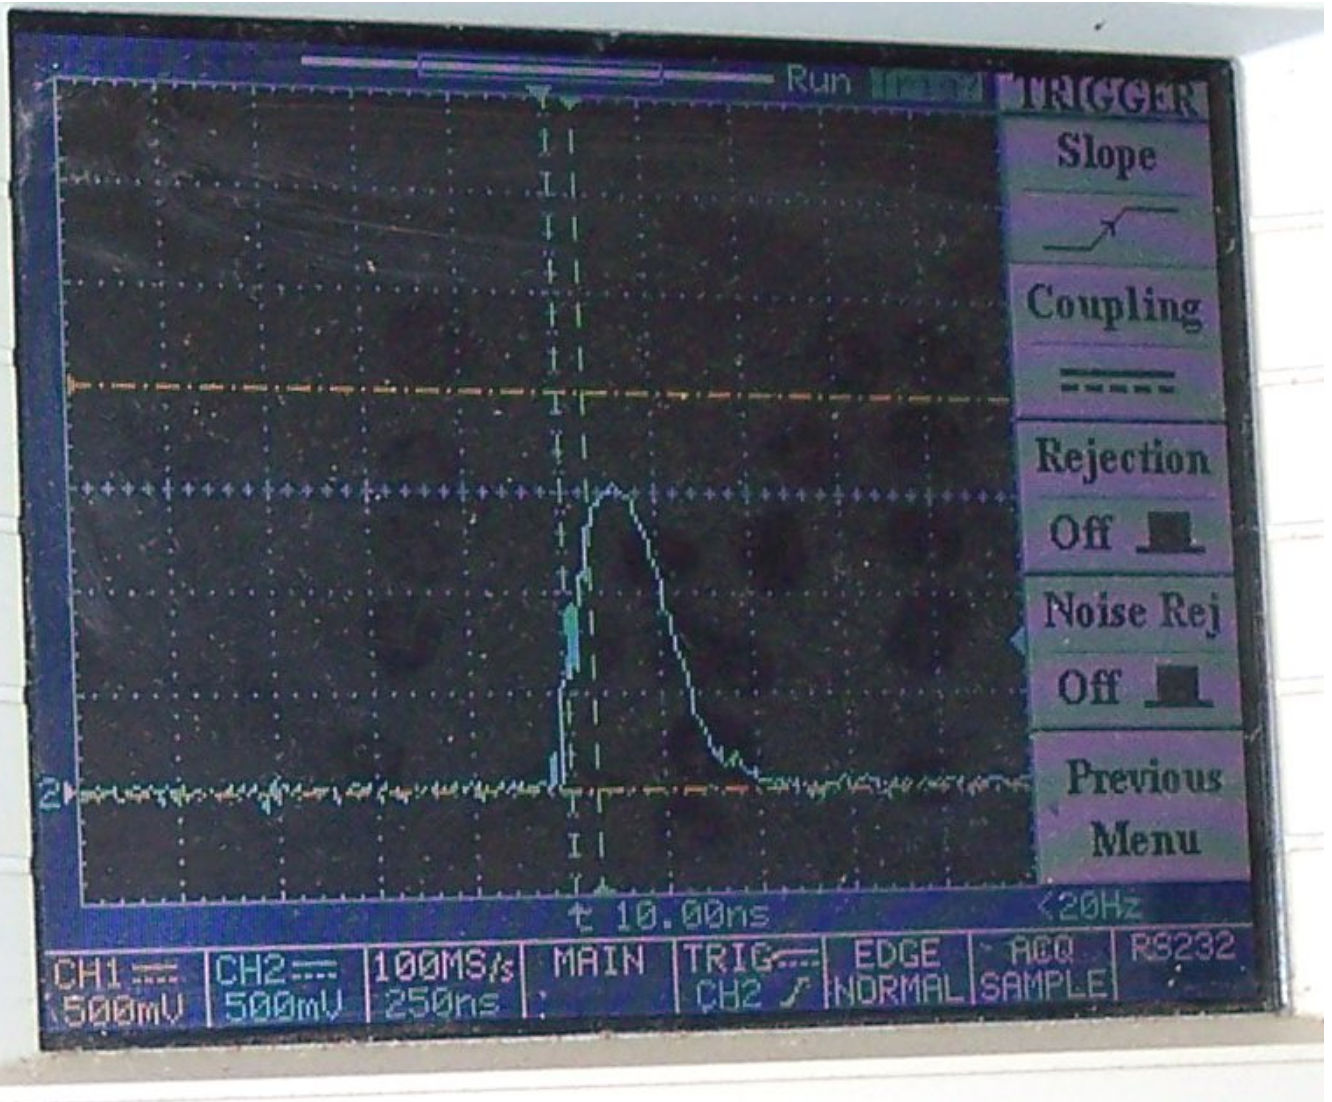 Run Trig?
TRIGGER
Slope
Coupling
Rejection
Off
Noise Rej
Off
Previous
Menu
2
t 10.00ns
<20Hz
CH1
500mV
CH2
500mV
100MS/s
250ns
MAIN
TRIG
CH2
EDGE
NORMAL
ACQ
SAMPLE
RS232